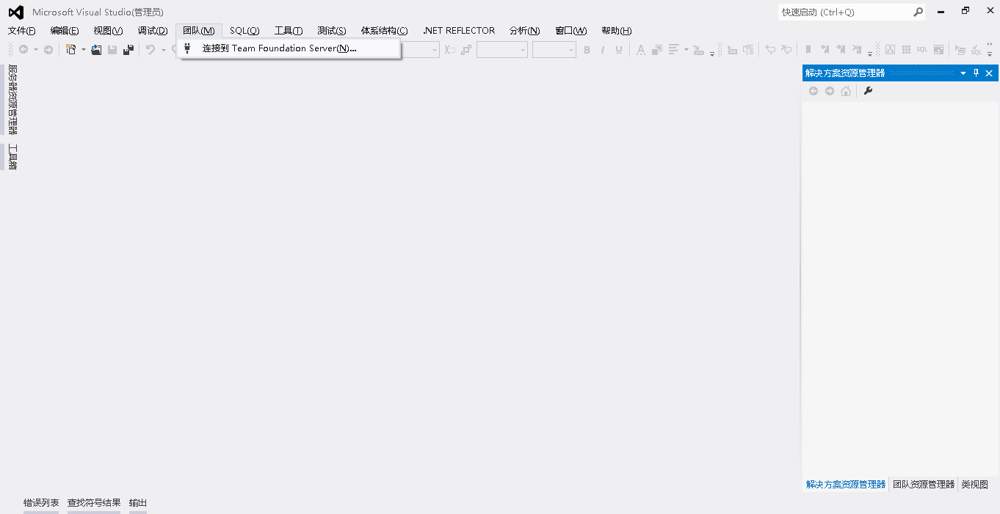 Microsoft Visual Studio(管理员)
快速启动 (Ctrl+Q)
文件(F) 编辑(E) 视图(V) 调试(D) 团队(M) SQL(Q) 工具(T) 测试(S) 体系结构(C) .NET REFLECTOR 分析(N) 窗口(W) 帮助(H)
连接到 Team Foundation Server(N)...
B I U A SQL SQL
服务器资源管理器
工具箱
解决方案资源管理器
解决方案资源管理器 团队资源管理器 类视图
错误列表 查找符号结果 输出